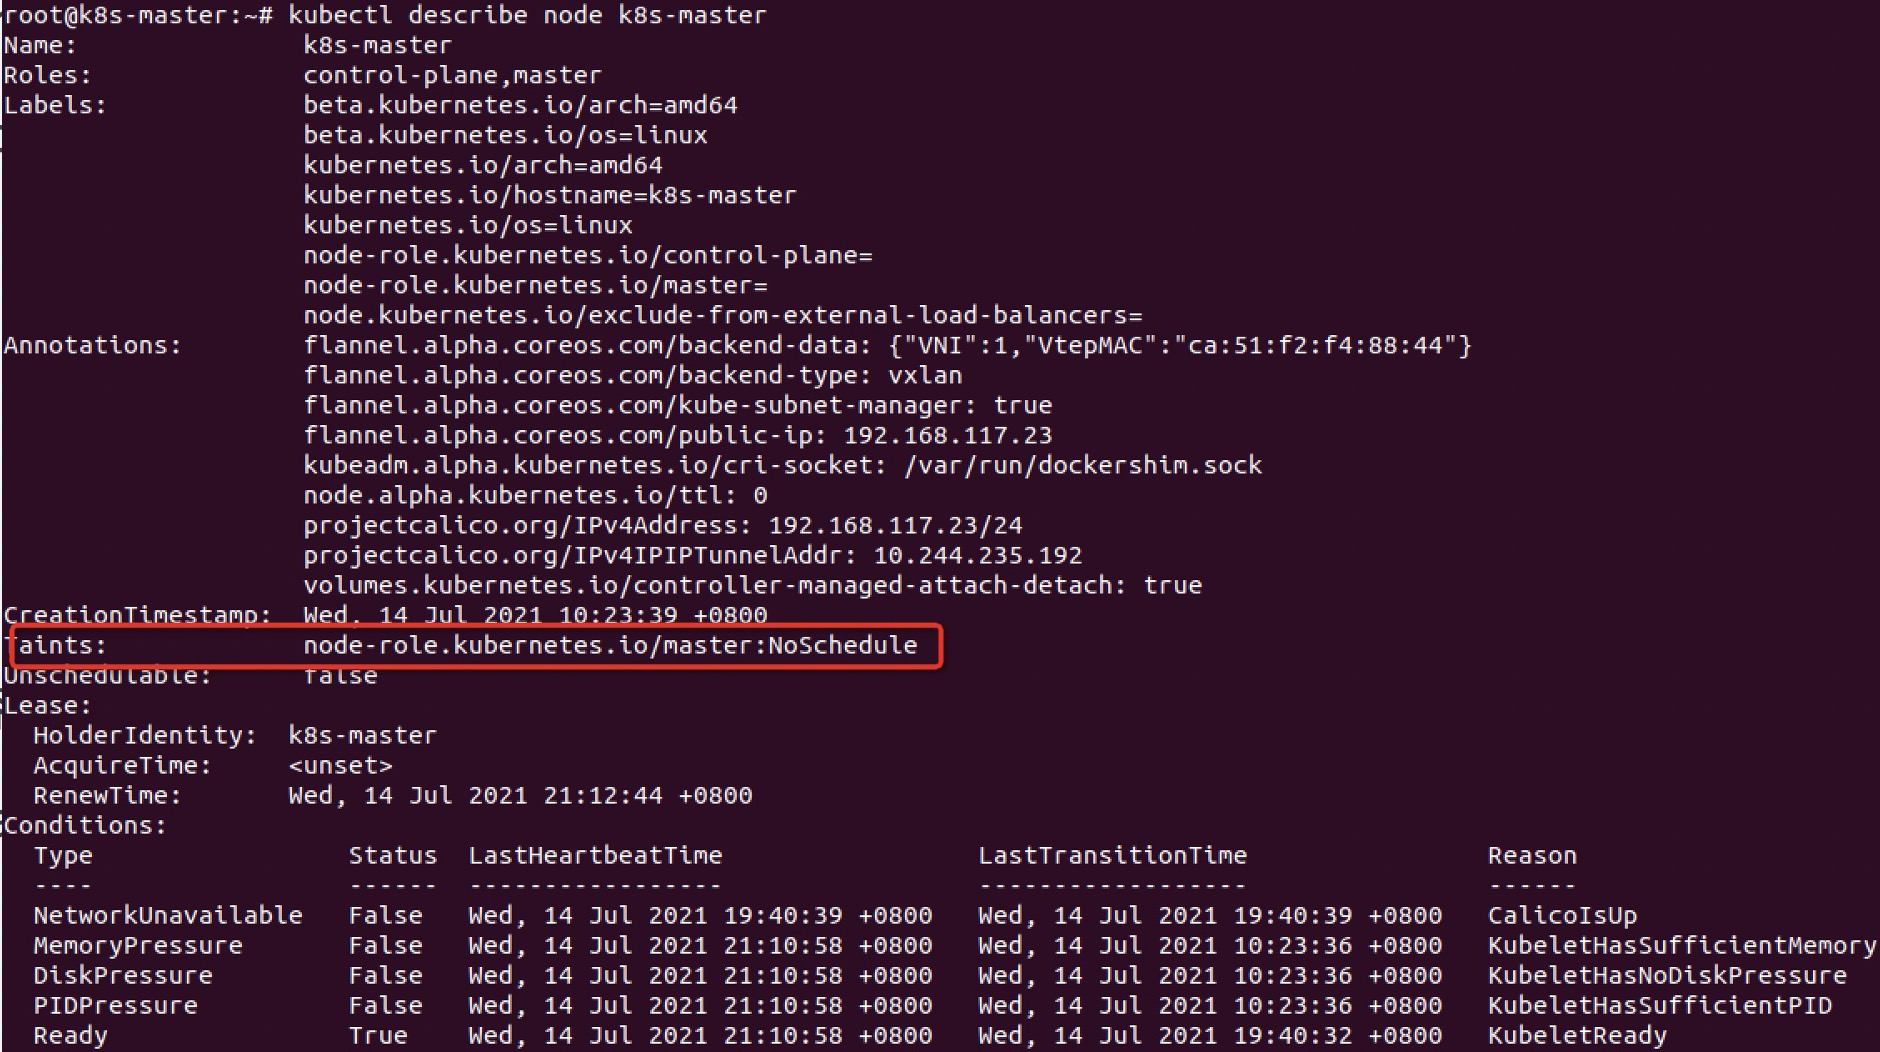 root@k8s-master:~# kubectl describe node k8s-master
Name:               k8s-master
Roles:              control-plane,master
Labels:             beta.kubernetes.io/arch=amd64
                    beta.kubernetes.io/os=linux
                    kubernetes.io/arch=amd64
                    kubernetes.io/hostname=k8s-master
                    kubernetes.io/os=linux
                    node-role.kubernetes.io/control-plane=
                    node-role.kubernetes.io/master=
                    node.kubernetes.io/exclude-from-external-load-balancers=
Annotations:        flannel.alpha.coreos.com/backend-data: {"VNI":1,"VtepMAC":"ca:51:f2:f4:88:44"}
                    flannel.alpha.coreos.com/backend-type: vxlan
                    flannel.alpha.coreos.com/kube-subnet-manager: true
                    flannel.alpha.coreos.com/public-ip: 192.168.117.23
                    kubeadm.alpha.kubernetes.io/cri-socket: /var/run/dockershim.sock
                    node.alpha.kubernetes.io/ttl: 0
                    projectcalico.org/IPv4Address: 192.168.117.23/24
                    projectcalico.org/IPv4IPIPTunnelAddr: 10.244.235.192
                    volumes.kubernetes.io/controller-managed-attach-detach: true
CreationTimestamp:  Wed, 14 Jul 2021 10:23:39 +0800
Taints:             node-role.kubernetes.io/master:NoSchedule
Unschedulable:      false
Lease:
  HolderIdentity:  k8s-master
  AcquireTime:     <unset>
  RenewTime:       Wed, 14 Jul 2021 21:12:44 +0800
Conditions:
  Type                 Status  LastHeartbeatTime                 LastTransitionTime                Reason
  ----                 ------  -----------------                 ------------------                ------
  NetworkUnavailable   False   Wed, 14 Jul 2021 19:40:39 +0800   Wed, 14 Jul 2021 19:40:39 +0800   CalicoIsUp
  MemoryPressure       False   Wed, 14 Jul 2021 21:10:58 +0800   Wed, 14 Jul 2021 10:23:36 +0800   KubeletHasSufficientMemory
  DiskPressure         False   Wed, 14 Jul 2021 21:10:58 +0800   Wed, 14 Jul 2021 10:23:36 +0800   KubeletHasNoDiskPressure
  PIDPressure          False   Wed, 14 Jul 2021 21:10:58 +0800   Wed, 14 Jul 2021 10:23:36 +0800   KubeletHasSufficientPID
  Ready                True    Wed, 14 Jul 2021 21:10:58 +0800   Wed, 14 Jul 2021 19:40:32 +0800   KubeletReady